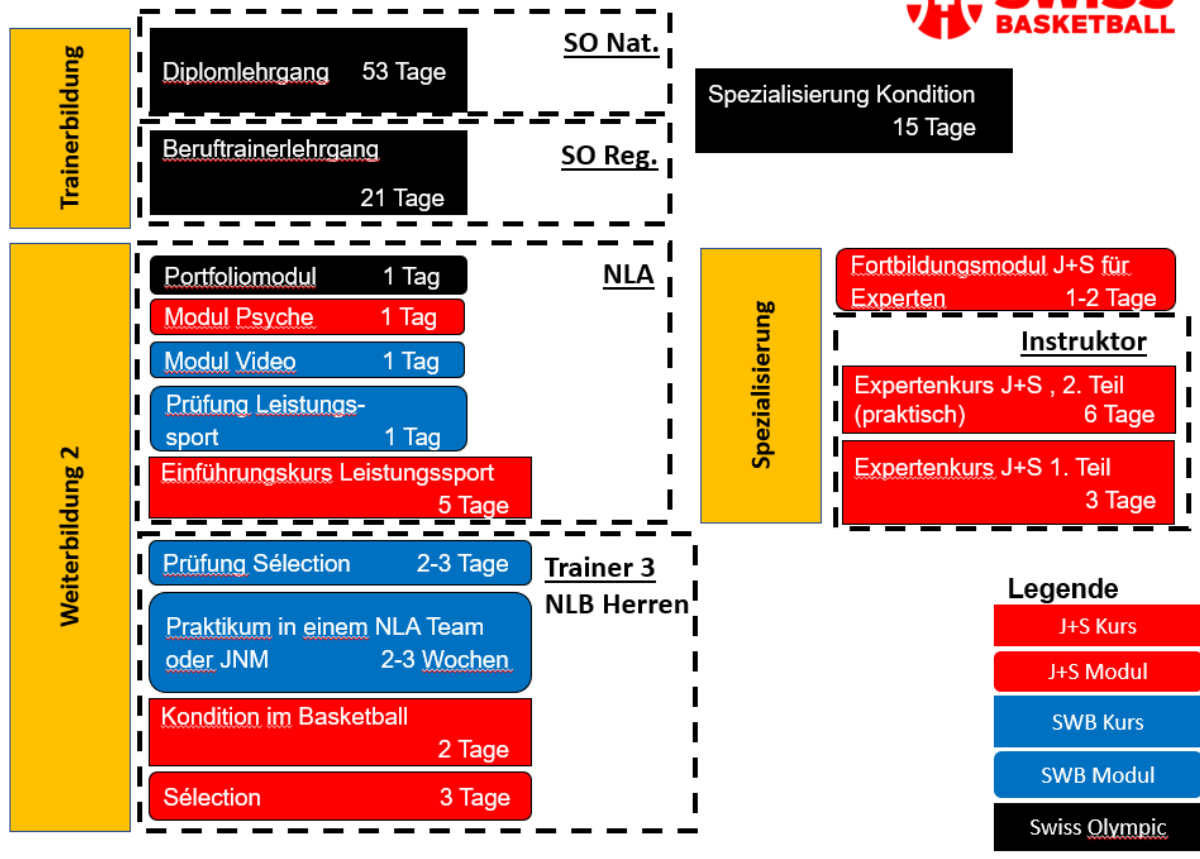 SWISS
BASKETBALL
Trainerbildung
SO Nat.
Diplomlehrgang 53 Tage
SO Reg.
Beruftrainerlehrgang
21 Tage
Spezialisierung Kondition
15 Tage
Weiterbildung 2
NLA
Portfoliomodul 1 Tag
Modul Psyche 1 Tag
Modul Video 1 Tag
Prüfung Leistungs-
sport 1 Tag
Einführungskurs Leistungssport
5 Tage
Trainer 3
NLB Herren
Prüfung Sélection 2-3 Tage
Praktikum in einem NLA Team
oder JNM 2-3 Wochen
Kondition im Basketball
2 Tage
Sélection 3 Tage
Spezialisierung
Fortbildungsmodul J+S für
Experten 1-2 Tage
Instruktor
Expertenkurs J+S , 2. Teil
(praktisch) 6 Tage
Expertenkurs J+S 1. Teil
3 Tage
Legende
J+S Kurs
J+S Modul
SWB Kurs
SWB Modul
Swiss Olympic